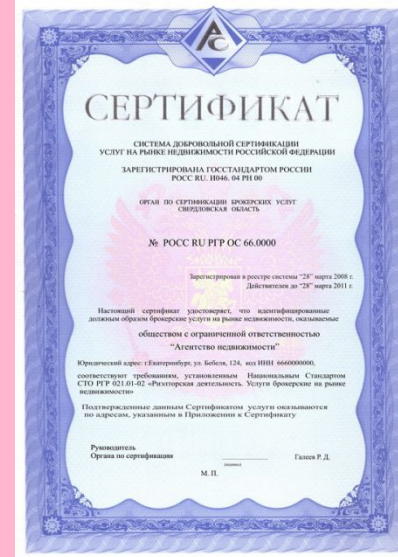 АС
СЕРТИФИКАТ
СИСТЕМА ДОБРОВОЛЬНОЙ СЕРТИФИКАЦИИ
УСЛУГ НА РЫНКЕ НЕДВИЖИМОСТИ РОССИЙСКОЙ ФЕДЕРАЦИИ
ЗАРЕГИСТРИРОВАНА ГОССТАНДАРТОМ РОССИИ
РОСС RU. И046. 04 РН 00
ОРГАН ПО СЕРТИФИКАЦИИ БРОКЕРСКИХ УСЛУГ
СВЕРДЛОВСКАЯ ОБЛАСТЬ
№ РОСС RU РГР ОС 66.0000
Зарегистрирован в реестре системы "28" марта 2008 г.
Действителен до "28" марта 2011 г.
Настоящий сертификат удостоверяет, что идентифицированные
должным образом брокерские услуги на рынке недвижимости, оказываемые
обществом с ограниченной ответственностью
"Агентство недвижимости"
Юридический адрес: г.Екатеринбург, ул. Бебеля, 124, код ИНН 6660000000,
соответствуют требованиям, установленным Национальным Стандартом
СТО РГР 021.01-02 «Риэлторская деятельность. Услуги брокерские на рынке
недвижимости»
Подтвержденные данным Сертификатом услуги оказываются
по адресам, указанным в Приложении к Сертификату
Руководитель
Органа по сертификации
Галеев Р. Д.
(подпись)
М. П.